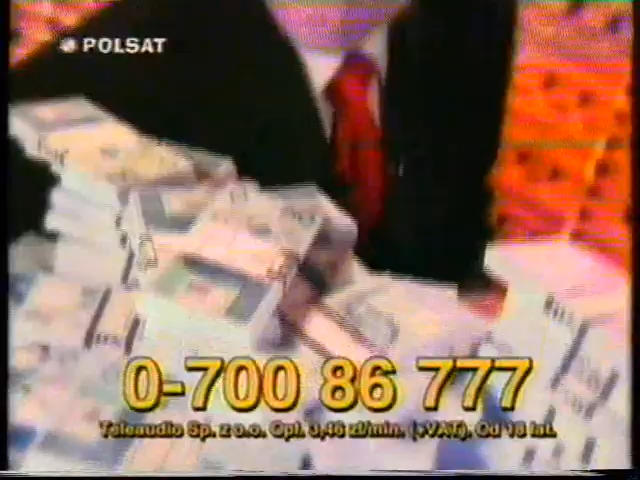 POLSAT
0-700 86 777
Teleaudio Sp. z o.o. Opł. 3,46 zł/min. (+VAT). Od 18 lat.